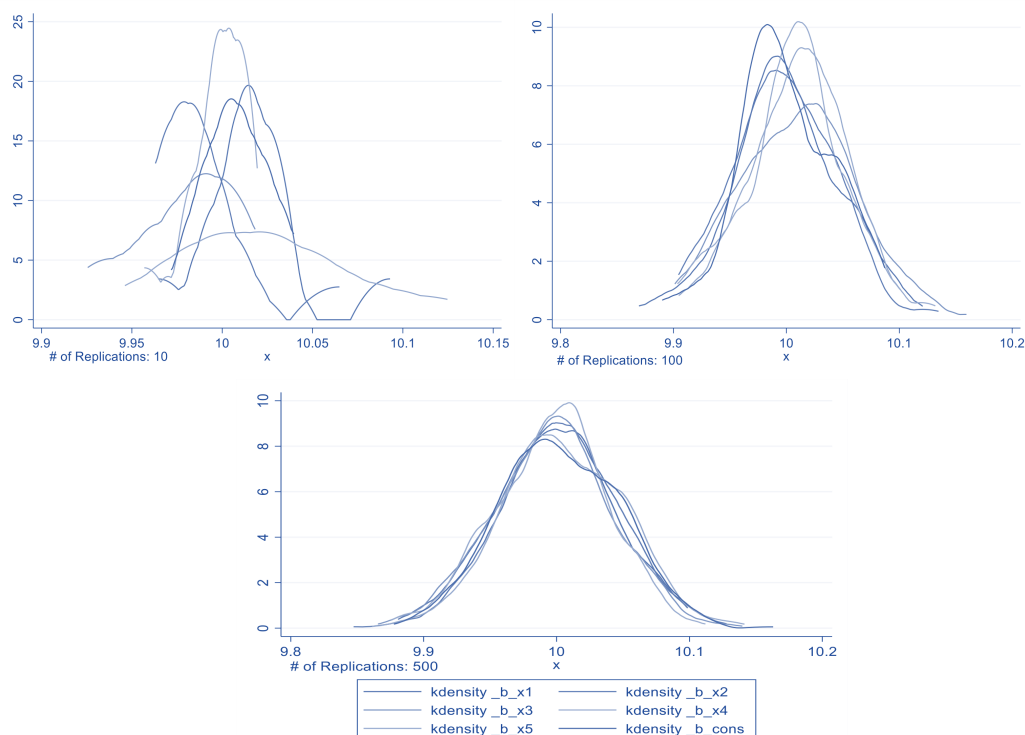 25
20
15
10
5
0
9.9 9.95 10 10.05 10.1 10.15
# of Replications: 10 x
10
8
6
4
2
0
9.8 9.9 10 10.1 10.2
# of Replications: 100 x
10
8
6
4
2
0
9.8 9.9 10 10.1 10.2
# of Replications: 500 x
kdensity _b_x1 kdensity _b_x2
kdensity _b_x3 kdensity _b_x4
kdensity _b_x5 kdensity _b_cons